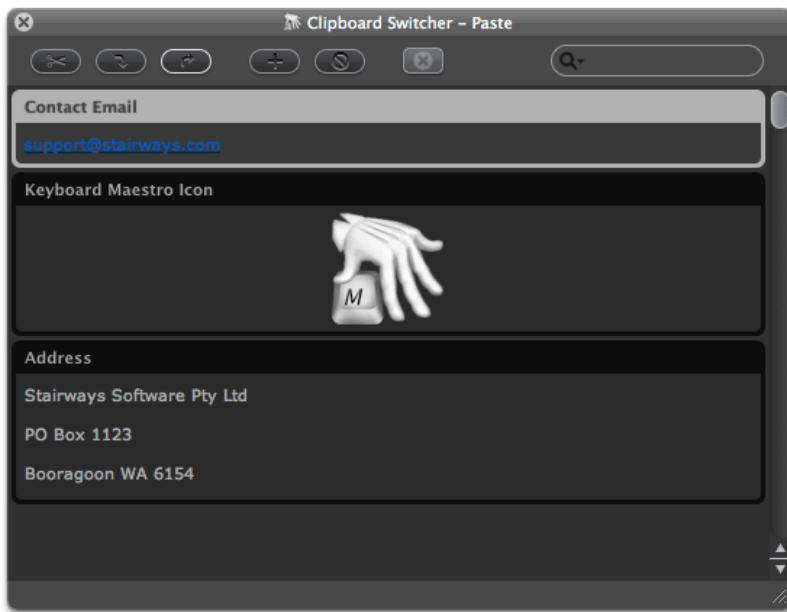 Clipboard Switcher – Paste
Contact Email
support@stairways.com
Keyboard Maestro Icon
M
Address
Stairways Software Pty Ltd
PO Box 1123
Booragoon WA 6154